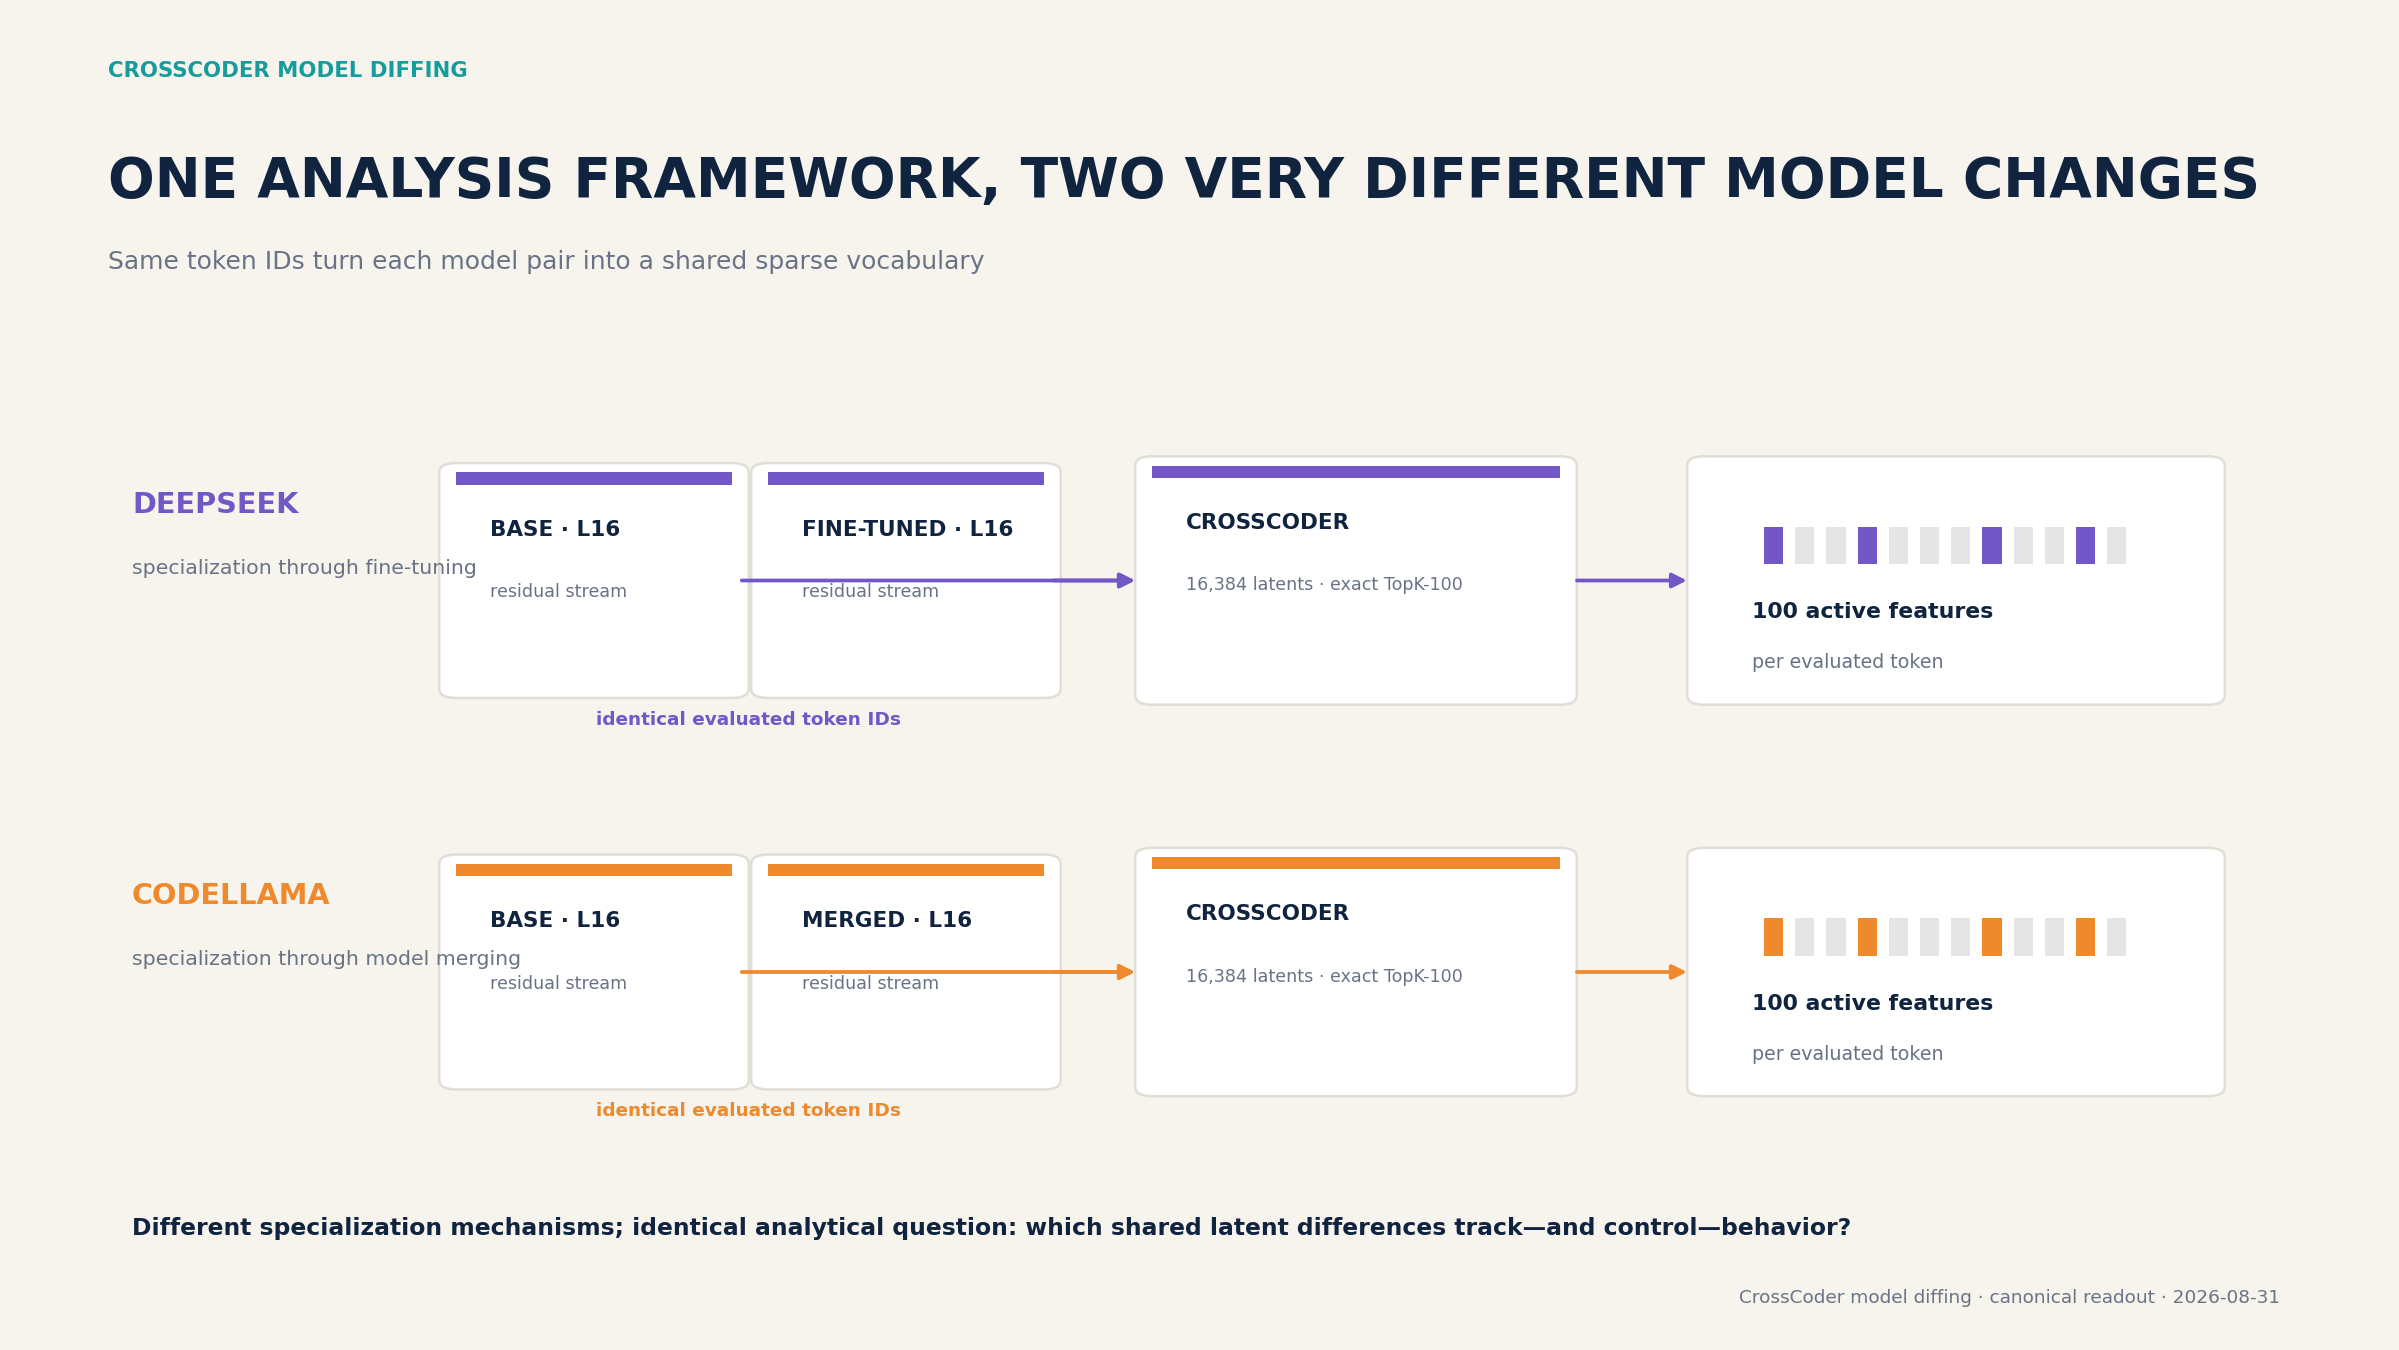 CROSSCODER MODEL DIFFING
ONE ANALYSIS FRAMEWORK, TWO VERY DIFFERENT MODEL CHANGES
Same token IDs turn each model pair into a shared sparse vocabulary
DEEPSEEK
specialization through fine-tuning
BASE · L16
residual stream
FINE-TUNED · L16
residual stream
identical evaluated token IDs
CROSSCODER
16,384 latents · exact TopK-100
100 active features
per evaluated token
CODELLAMA
specialization through model merging
BASE · L16
residual stream
MERGED · L16
residual stream
identical evaluated token IDs
CROSSCODER
16,384 latents · exact TopK-100
100 active features
per evaluated token
Different specialization mechanisms; identical analytical question: which shared latent differences track—and control—behavior?
CrossCoder model diffing · canonical readout · 2026-08-31